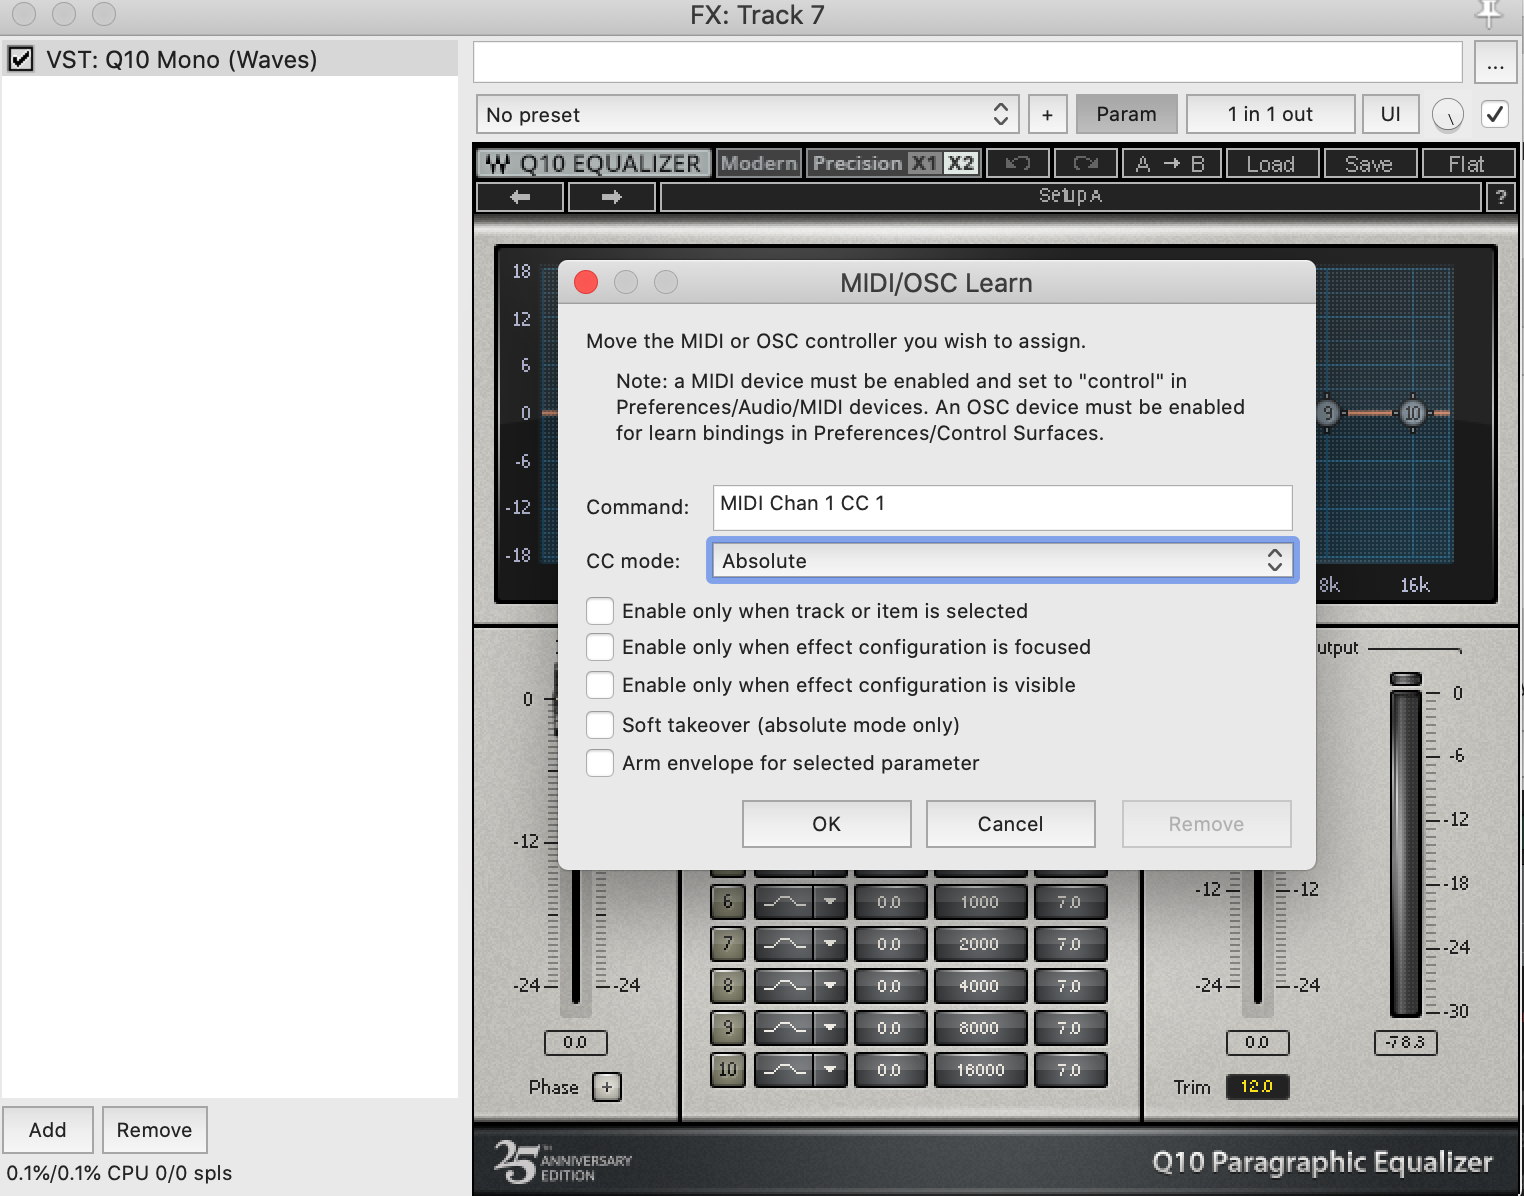 FX: Track 7
VST: Q10 Mono (Waves)
...
No preset
+
Param
1 in 1 out
UI
Q10 EQUALIZER
Modern
Precision X1 X2
A → B
Load
Save
Flat
← →
Setup A
?
18
12
6
0
-6
-12
-18
9
10
8k
16k
MIDI/OSC Learn
Move the MIDI or OSC controller you wish to assign.
Note: a MIDI device must be enabled and set to "control" in
Preferences/Audio/MIDI devices. An OSC device must be enabled
for learn bindings in Preferences/Control Surfaces.
Command: MIDI Chan 1 CC 1
CC mode: Absolute
Enable only when track or item is selected
Enable only when effect configuration is focused
Enable only when effect configuration is visible
Soft takeover (absolute mode only)
Arm envelope for selected parameter
OK
Cancel
Remove
0
-12
-24
-24
0.0
Phase +
6 0.0 1000 7.0
7 0.0 2000 7.0
8 0.0 4000 7.0
9 0.0 8000 7.0
10 0.0 16000 7.0
utput
-12
-12
-24
-24
0.0
Trim 12.0
0
-6
-12
-18
-24
-30
-78.3
Add
Remove
0.1%/0.1% CPU 0/0 spls
25TH
ANNIVERSARY
EDITION
Q10 Paragraphic Equalizer